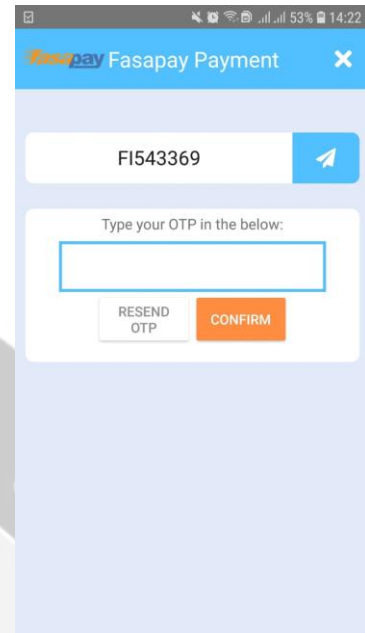 53% 14:22
fasapay Fasapay Payment
FI543369
Type your OTP in the below:
RESEND
OTP
CONFIRM